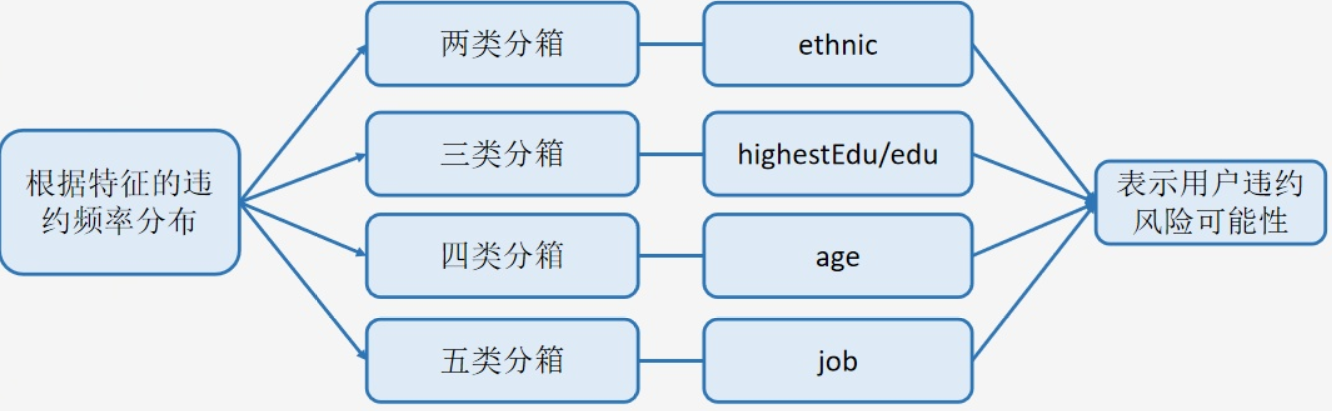 根据特征的违
约频率分布
两类分箱
ethnic
三类分箱
highestEdu/edu
四类分箱
age
五类分箱
job
表示用户违约
风险可能性